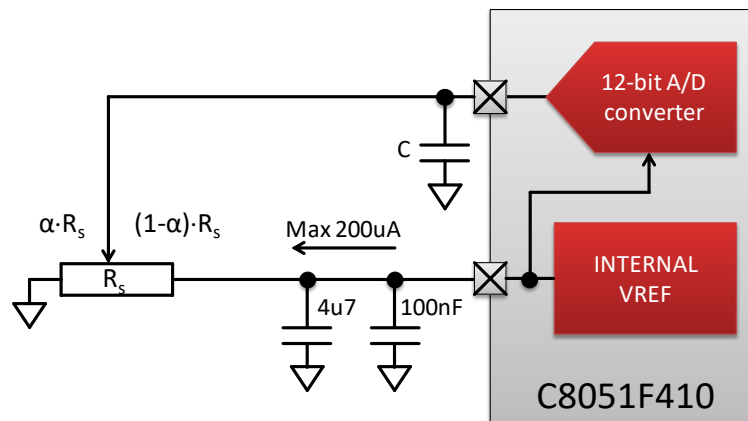 12-bit A/D
converter
C
α·Rs
(1-α)·Rs
Max 200uA
Rs
4u7
100nF
INTERNAL
VREF
C8051F410